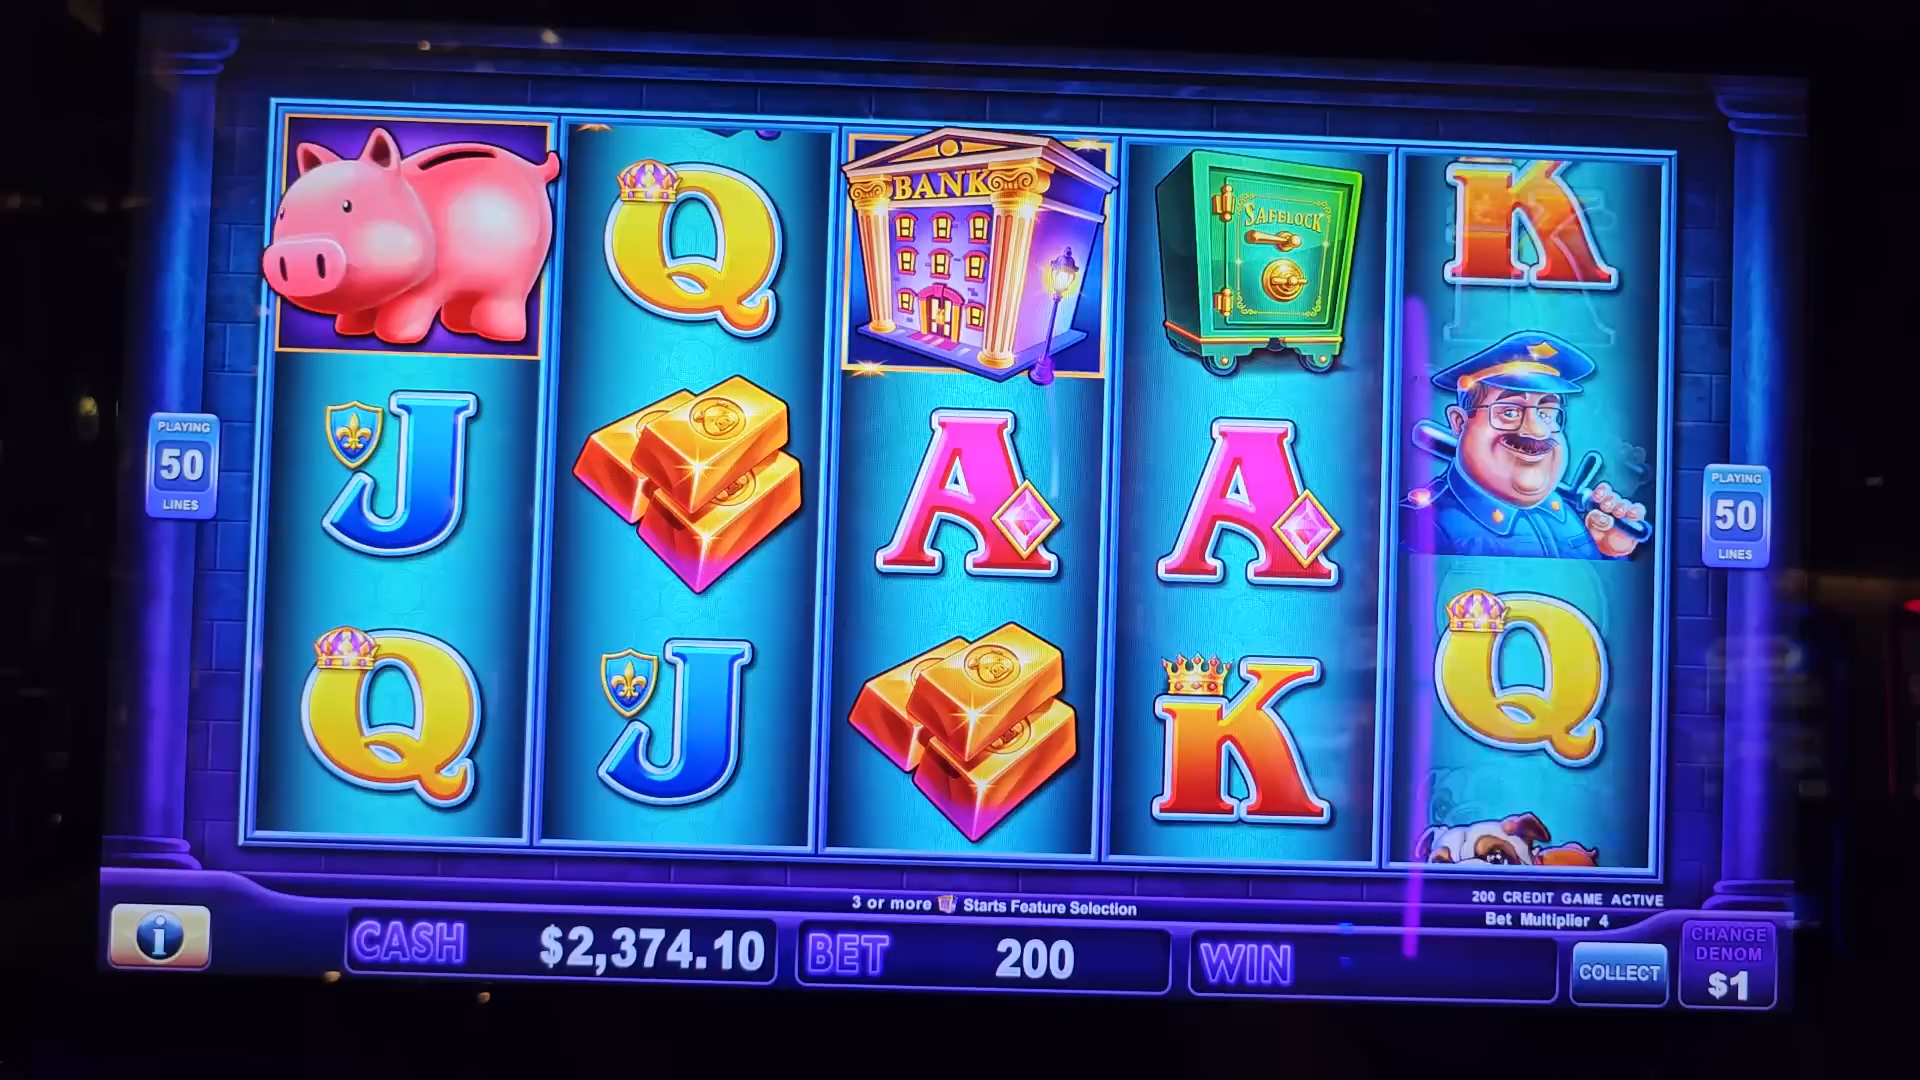 Q
BANK
SAFELOCK
K
J
A
A
Q
J
K
Q
PLAYING
50
LINES
PLAYING
50
LINES
3 or more Starts Feature Selection
200 CREDIT GAME ACTIVE
Bet Multiplier 4
i
CASH $2,374.10
BET 200
WIN
COLLECT
CHANGE
DENOM
$1